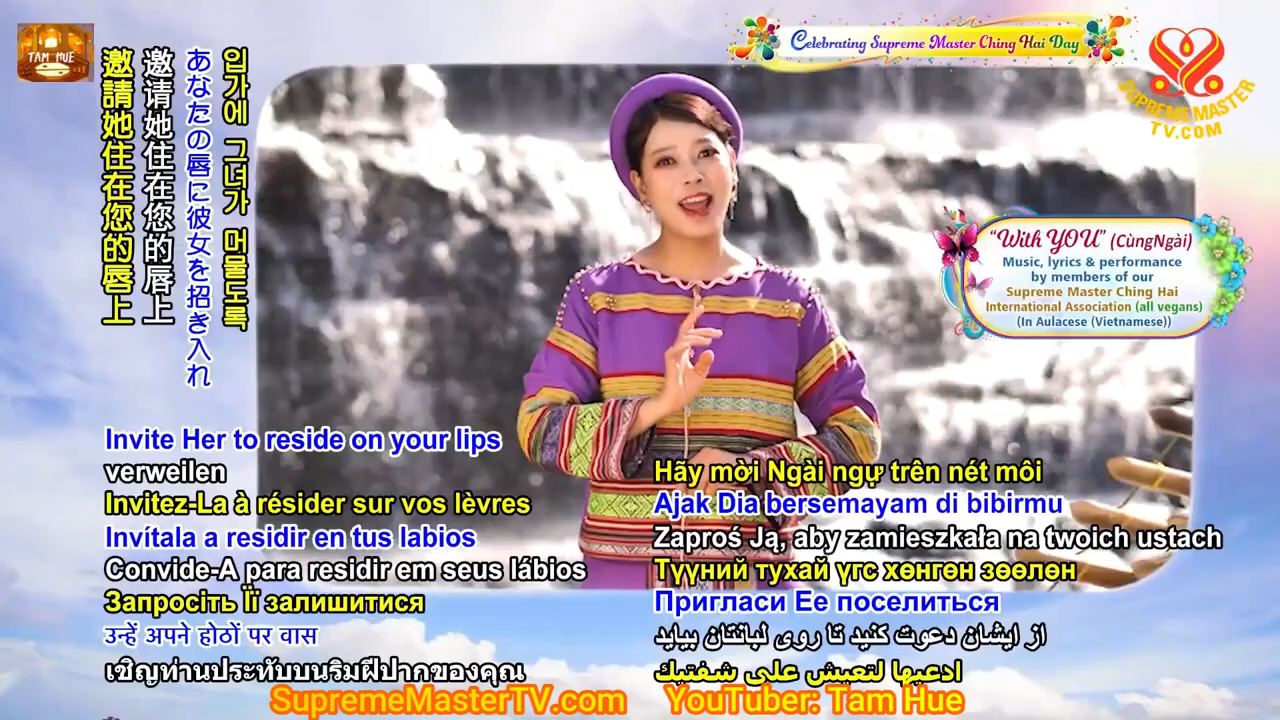 TAM HUE
Celebrating Supreme Master Ching Hai Day
SUPREME MASTER
TV.COM
邀請她住在您的唇上
邀请她住在您的唇上
あなたの唇に彼女を招き入れ
입가에 그녀가 머물도록
“With YOU” (CùngNgài)
Music, lyrics & performance
by members of our
Supreme Master Ching Hai
International Association (all vegans)
(In Aulacese (Vietnamese))
Invite Her to reside on your lips
verweilen
Invitez-La à résider sur vos lèvres
Invítala a residir en tus labios
Convide-A para residir em seus lábios
Запросіть Її залишитися
उन्हें अपने होठों पर वास
เชิญท่านประทับบนริมฝีปากของคุณ
Hãy mời Ngài ngự trên nét môi
Ajak Dia bersemayam di bibirmu
Zaproś Ją, aby zamieszkała na twoich ustach
Түүний тухай үгс хөнгөн зөөлөн
Пригласи Ее поселиться
از ایشان دعوت کنید تا روی لبانتان بیاید
ادعيها لتعيش على شفتيك
SupremeMasterTV.com
YouTuber: Tam Hue